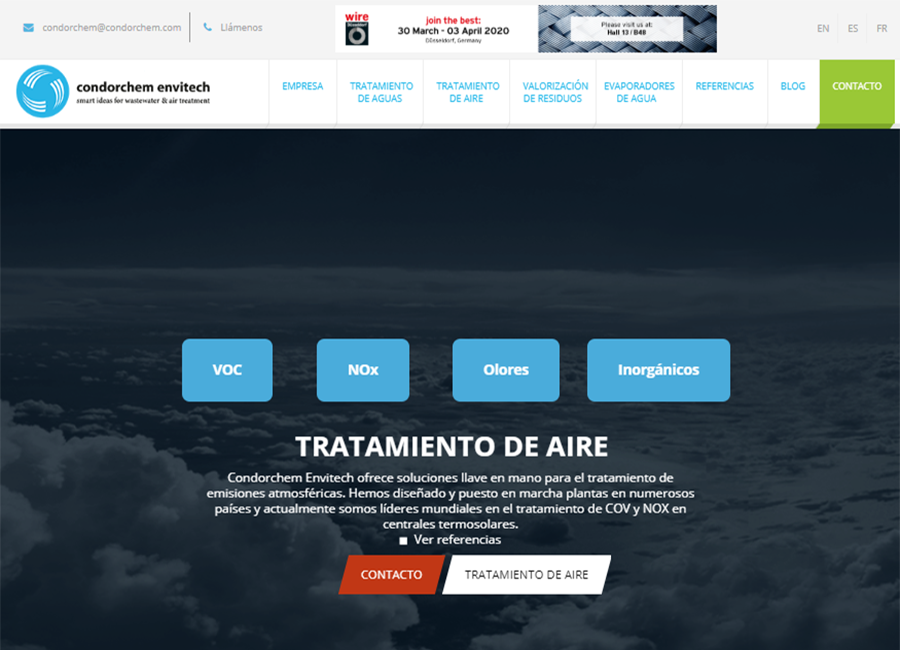 condorchem@condorchem.com
Llámenos
wire
Düsseldorf
join the best:
30 March - 03 April 2020
Düsseldorf, Germany
Please visit us at:
Hall 13 / B48
EN ES FR
condorchem envitech
smart ideas for wastewater & air treatment
EMPRESA
TRATAMIENTO
DE AGUAS
TRATAMIENTO
DE AIRE
VALORIZACIÓN
DE RESIDUOS
EVAPORADORES
DE AGUA
REFERENCIAS
BLOG
CONTACTO
VOC
NOx
Olores
Inorgánicos
TRATAMIENTO DE AIRE
Condorchem Envitech ofrece soluciones llave en mano para el tratamiento de
emisiones atmosféricas. Hemos diseñado y puesto en marcha plantas en numerosos
países y actualmente somos líderes mundiales en el tratamiento de COV y NOX en
centrales termosolares.
Ver referencias
CONTACTO
TRATAMIENTO DE AIRE